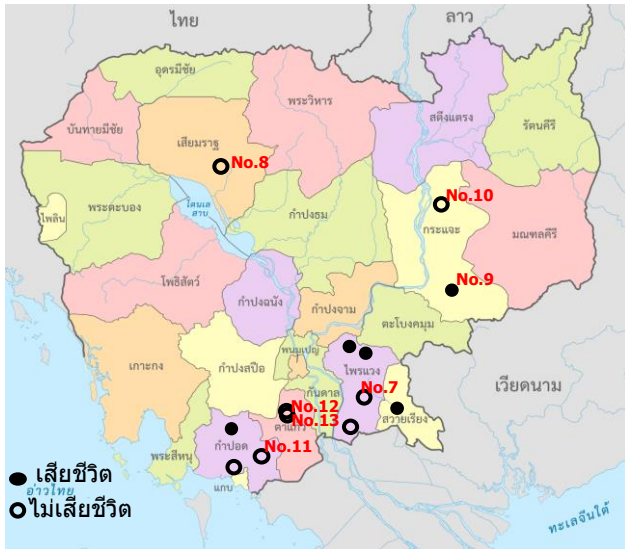 ไทย
ลาว
อุดรมีชัย
พระวิหาร
สตึงแตรง
รัตนคีรี
บันทายมีชัย
เสียมราฐ
No.8
พระตะบอง
ไพลิน
โตนเล
สาบ
กำปงธม
No.10
กระแจะ
มณฑลคีรี
โพธิสัตว์
กำปงฉนัง
กำปงจาม
No.9
ตะโบงคมุม
เกาะกง
กำปงสปือ
พนมเปญ
ไพรแวง
เวียดนาม
กันดาล
No.7
No.12
สวายเรียง
No.13
ตาแก้ว
พระสีหนุ
กำปอด
No.11
แกบ
เสียชีวิต
อ่าวไทย
ไม่เสียชีวิต
ทะเลจีนใต้